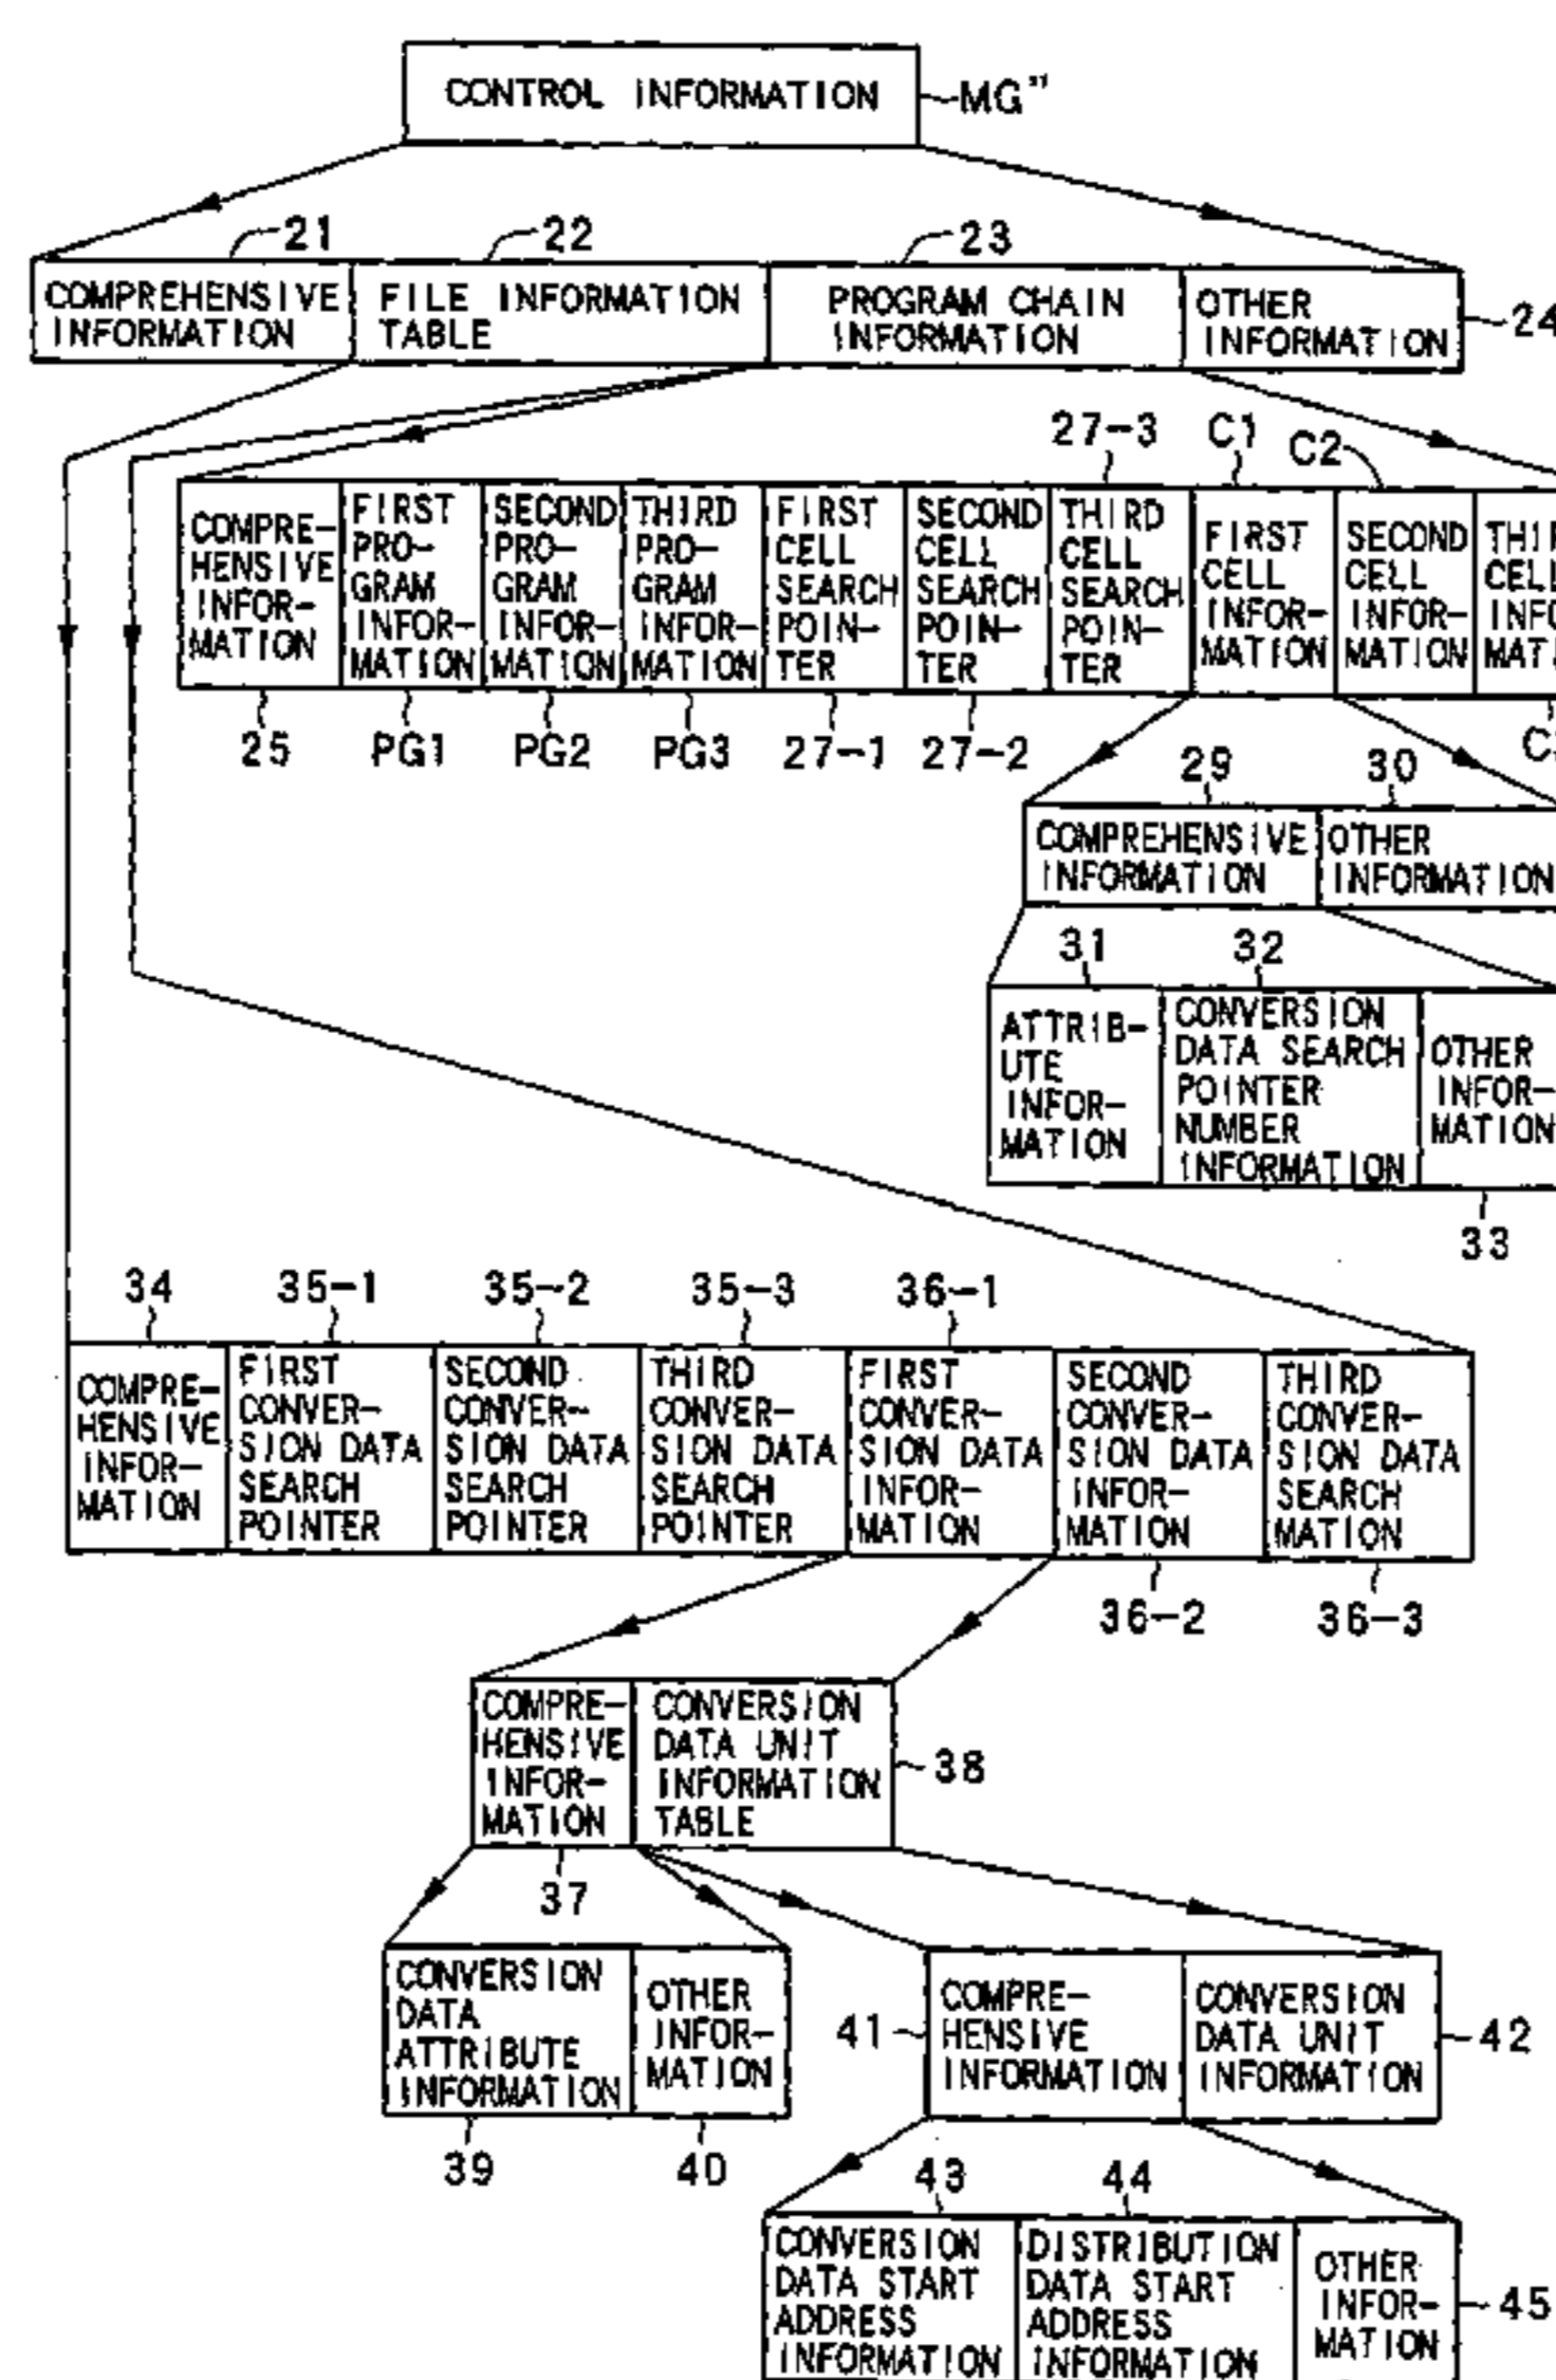 CONTROL INFORMATION
MG"
21
22
23
COMPREHENSIVE
INFORMATION
FILE INFORMATION
TABLE
PROGRAM CHAIN
INFORMATION
OTHER
INFORMATION
24
27-3
C1
C2
COMPRE-
HENSIVE
INFOR-
MATION
FIRST
PRO-
GRAM
INFOR-
MATION
SECOND
PRO-
GRAM
INFOR-
MATION
THIRD
PRO-
GRAM
INFOR-
MATION
FIRST
CELL
SEARCH
POIN-
TER
SECOND
CELL
SEARCH
POIN-
TER
THIRD
CELL
SEARCH
POIN-
TER
FIRST
CELL
INFOR-
MATION
SECOND
CELL
INFOR-
MATION
CELL
25
PG1
PG2
PG3
27-1
27-2
29
30
COMPREHENSIVE
INFORMATION
OTHER
INFORMATION
31
32
ATTRIB-
UTE
INFOR-
MATION
CONVERSION
DATA SEARCH
POINTER
NUMBER
INFORMATION
OTHER
INFOR-
MATION
33
34
35-1
35-2
35-3
36-1
COMPRE-
HENSIVE
INFOR-
MATION
FIRST
CONVER-
SION DATA
SEARCH
POINTER
SECOND
CONVER-
SION DATA
SEARCH
POINTER
THIRD
CONVER-
SION DATA
SEARCH
POINTER
FIRST
CONVER-
SION DATA
INFOR-
MATION
SECOND
CONVER-
SION DATA
INFOR-
MATION
THIRD
CONVER-
SION DATA
SEARCH
MATION
36-2
36-3
COMPRE-
HENSIVE
INFOR-
MATION
CONVERSION
DATA UNIT
INFORMATION
TABLE
38
37
CONVERSION
DATA
ATTRIBUTE
INFORMATION
OTHER
INFOR-
MATION
39
40
41
COMPRE-
HENSIVE
INFORMATION
CONVERSION
DATA UNIT
INFORMATION
42
43
44
CONVERSION
DATA START
ADDRESS
INFORMATION
DISTRIBUTION
DATA START
ADDRESS
INFORMATION
OTHER
INFOR-
MATION
45